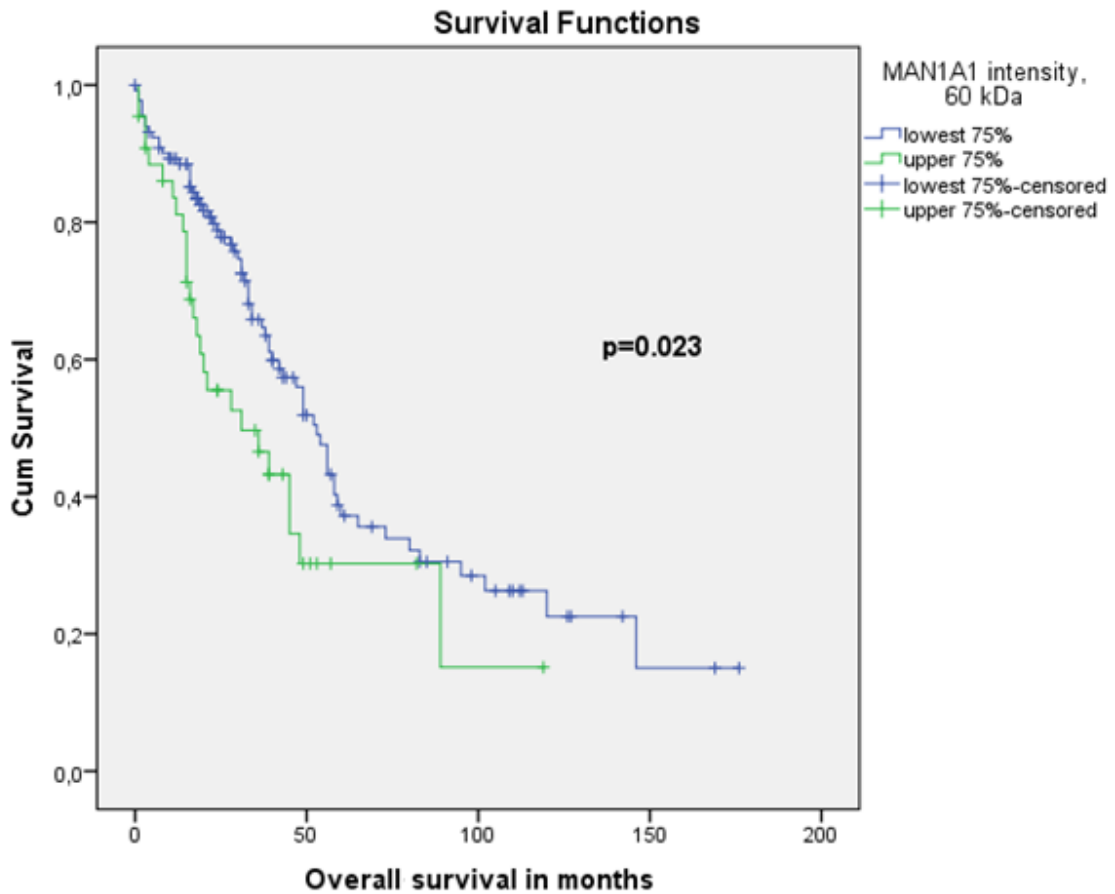 Survival Functions
MAN1A1 intensity,
60 kDa
lowest 75%
upper 75%
lowest 75%-censored
upper 75%-censored
1,0
0,8
0,6
0,4
0,2
0,0
Cum Survival
p=0.023
0
50
100
150
200
Overall survival in months